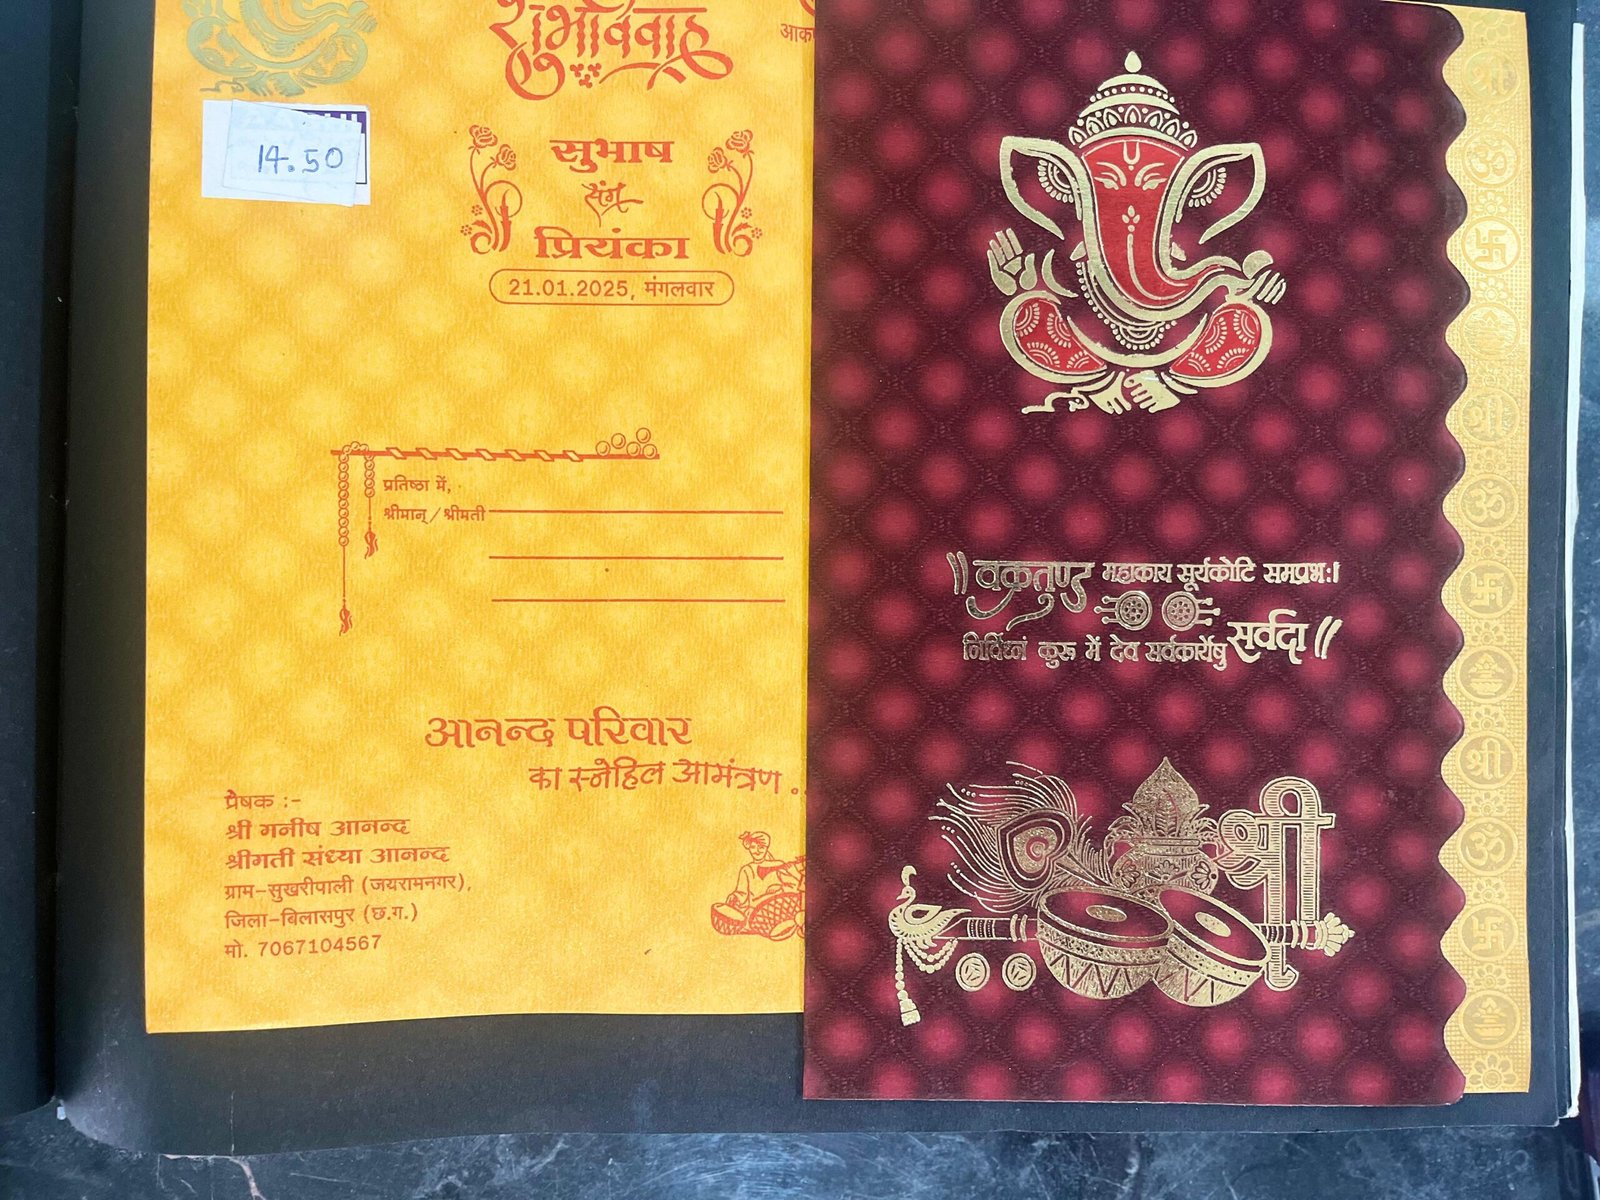 शुभविवाह
14.50
सुभाष
संग
प्रियंका
21.01.2025, मंगलवार
प्रतिष्ठा में,
श्रीमान् / श्रीमती
आनन्द परिवार
का स्नेहिल आमंत्रण..
प्रेषक :-
श्री गनीष आनन्द
श्रीगती संध्या आनन्द
ग्राम-सुखरीपाली (जयरामनगर),
जिला-बिलासपुर (छ.ग.)
मो. 7067104567
॥ वक्रतुण्ड महाकाय सूर्यकोटि समप्रभ:।
निर्विघ्नं कुरू में देव सर्वकार्येषु सर्वदा ॥
श्री
श्री
ॐ
श्री
ॐ
श्री
ॐ